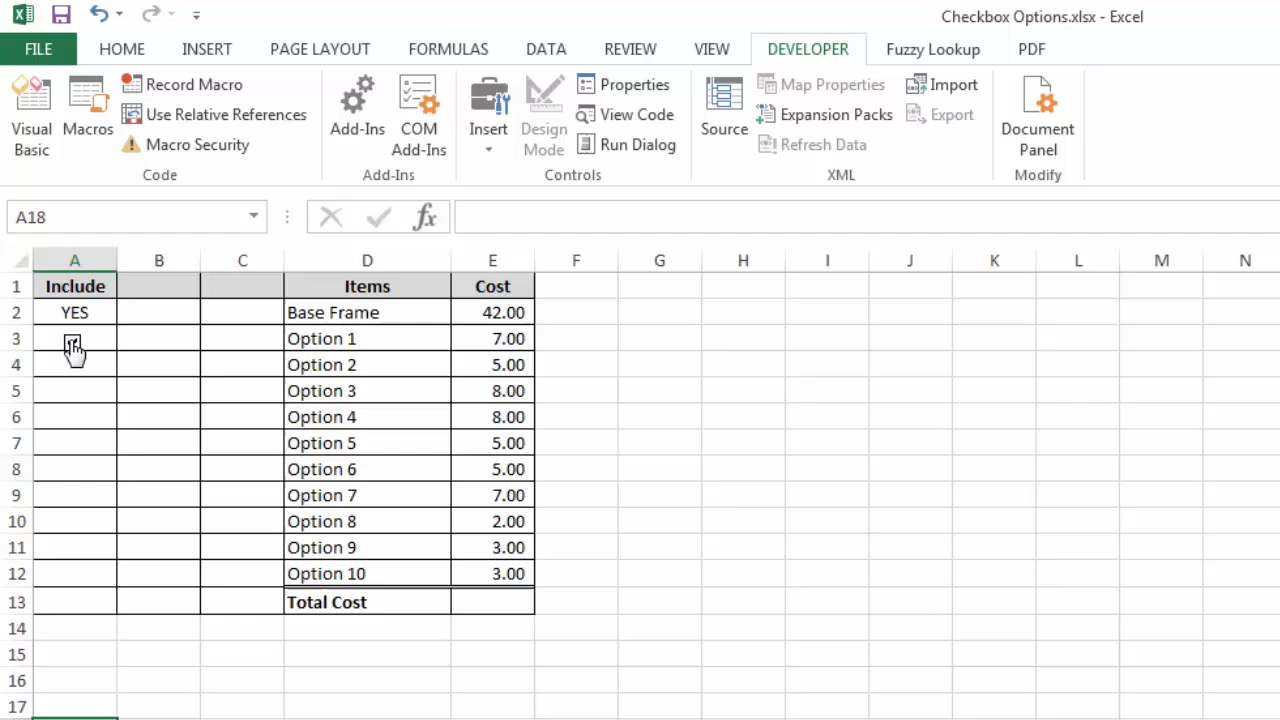 Checkbox Options.xlsx - Excel
FILE HOME INSERT PAGE LAYOUT FORMULAS DATA REVIEW VIEW DEVELOPER Fuzzy Lookup PDF
Visual Basic
Macros
Record Macro
Use Relative References
Macro Security
Code
Add-Ins
COM Add-Ins
Add-Ins
Insert
Design Mode
Properties
View Code
Run Dialog
Controls
Source
Map Properties
Expansion Packs
Refresh Data
Import
Export
XML
Document Panel
Modify
A18
fx
A B C D E F G H I J K L M N
1 Include Items Cost
2 YES Base Frame 42.00
3 Option 1 7.00
4 Option 2 5.00
5 Option 3 8.00
6 Option 4 8.00
7 Option 5 5.00
8 Option 6 5.00
9 Option 7 7.00
10 Option 8 2.00
11 Option 9 3.00
12 Option 10 3.00
13 Total Cost
14
15
16
17